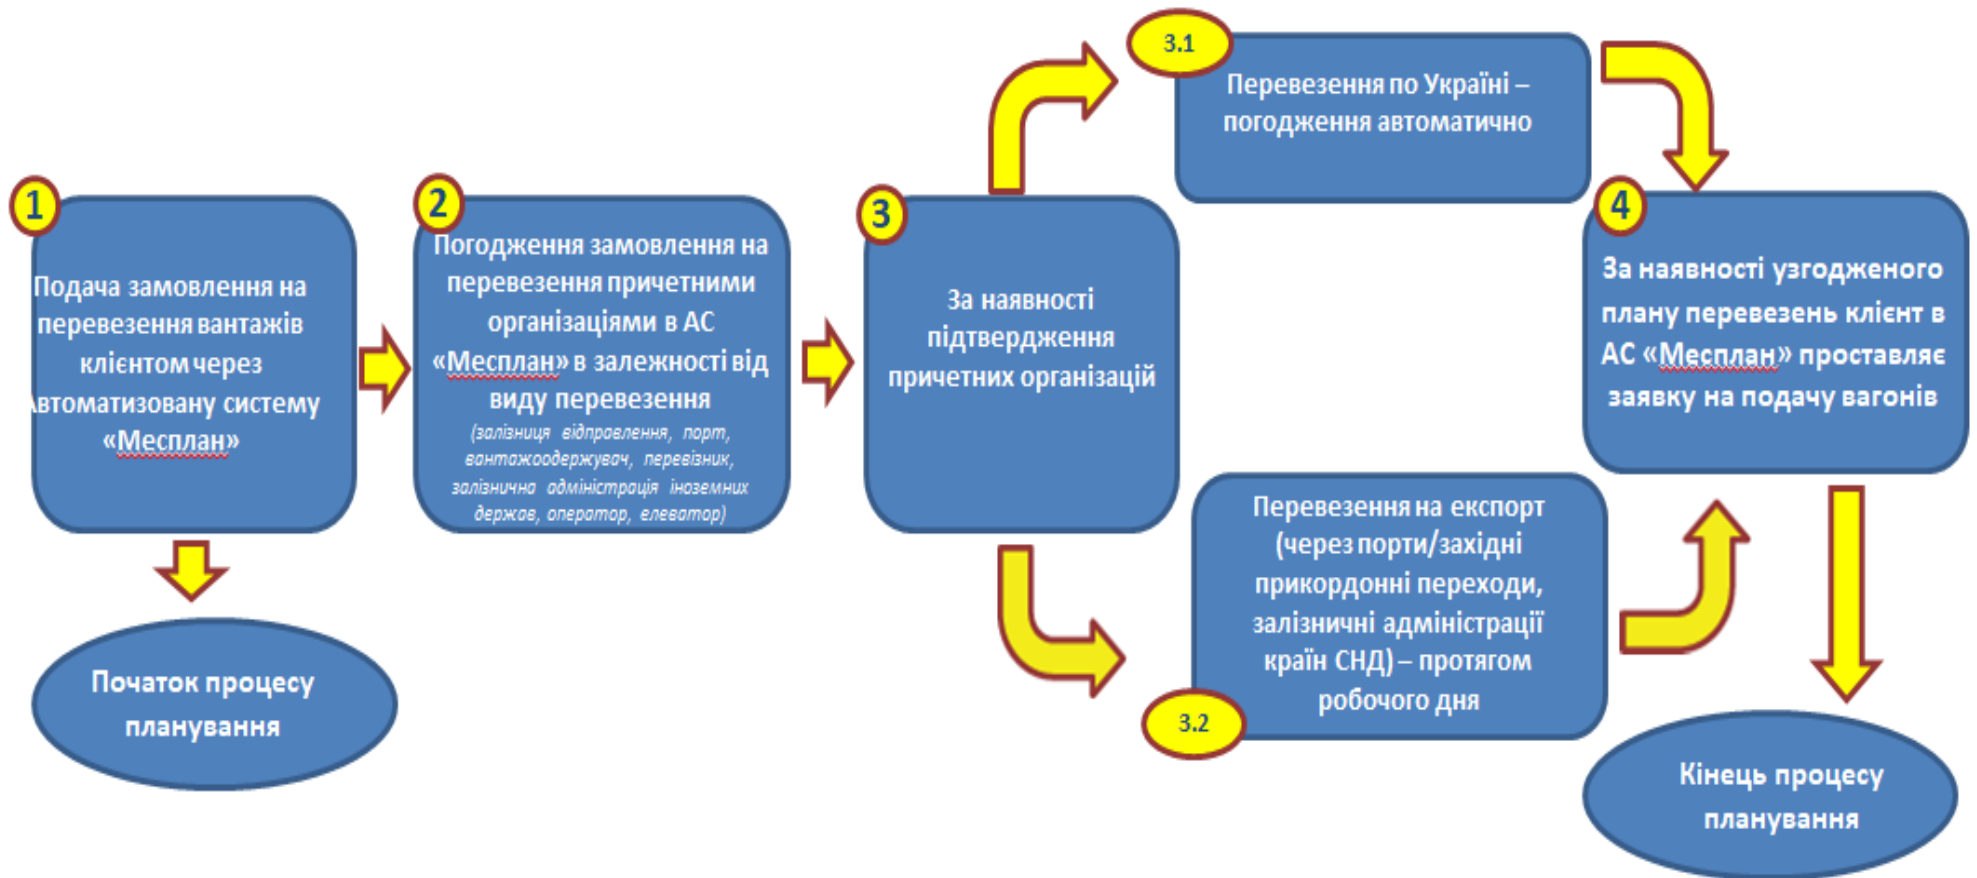 1
Подача замовлення на
перевезення вантажів
клієнтом через
Автоматизовану систему
«Месплан»
Початок процесу
планування
2
Погодження замовлення на
перевезення причетними
організаціями в АС
«Месплан» в залежності від
виду перевезення
(залізниця відправлення, порт,
вантажоодержувач, перевізник,
залізнична адміністрація іноземних
держав, оператор, елеватор)
3
За наявності
підтвердження
причетних організацій
3.1
Перевезення по Україні –
погодження автоматично
Перевезення на експорт
(через порти/західні
прикордонні переходи,
залізничні адміністрації
країн СНД) – протягом
робочого дня
3.2
4
За наявності узгодженого
плану перевезень клієнт в
АС «Месплан» проставляє
заявку на подачу вагонів
Кінець процесу
планування